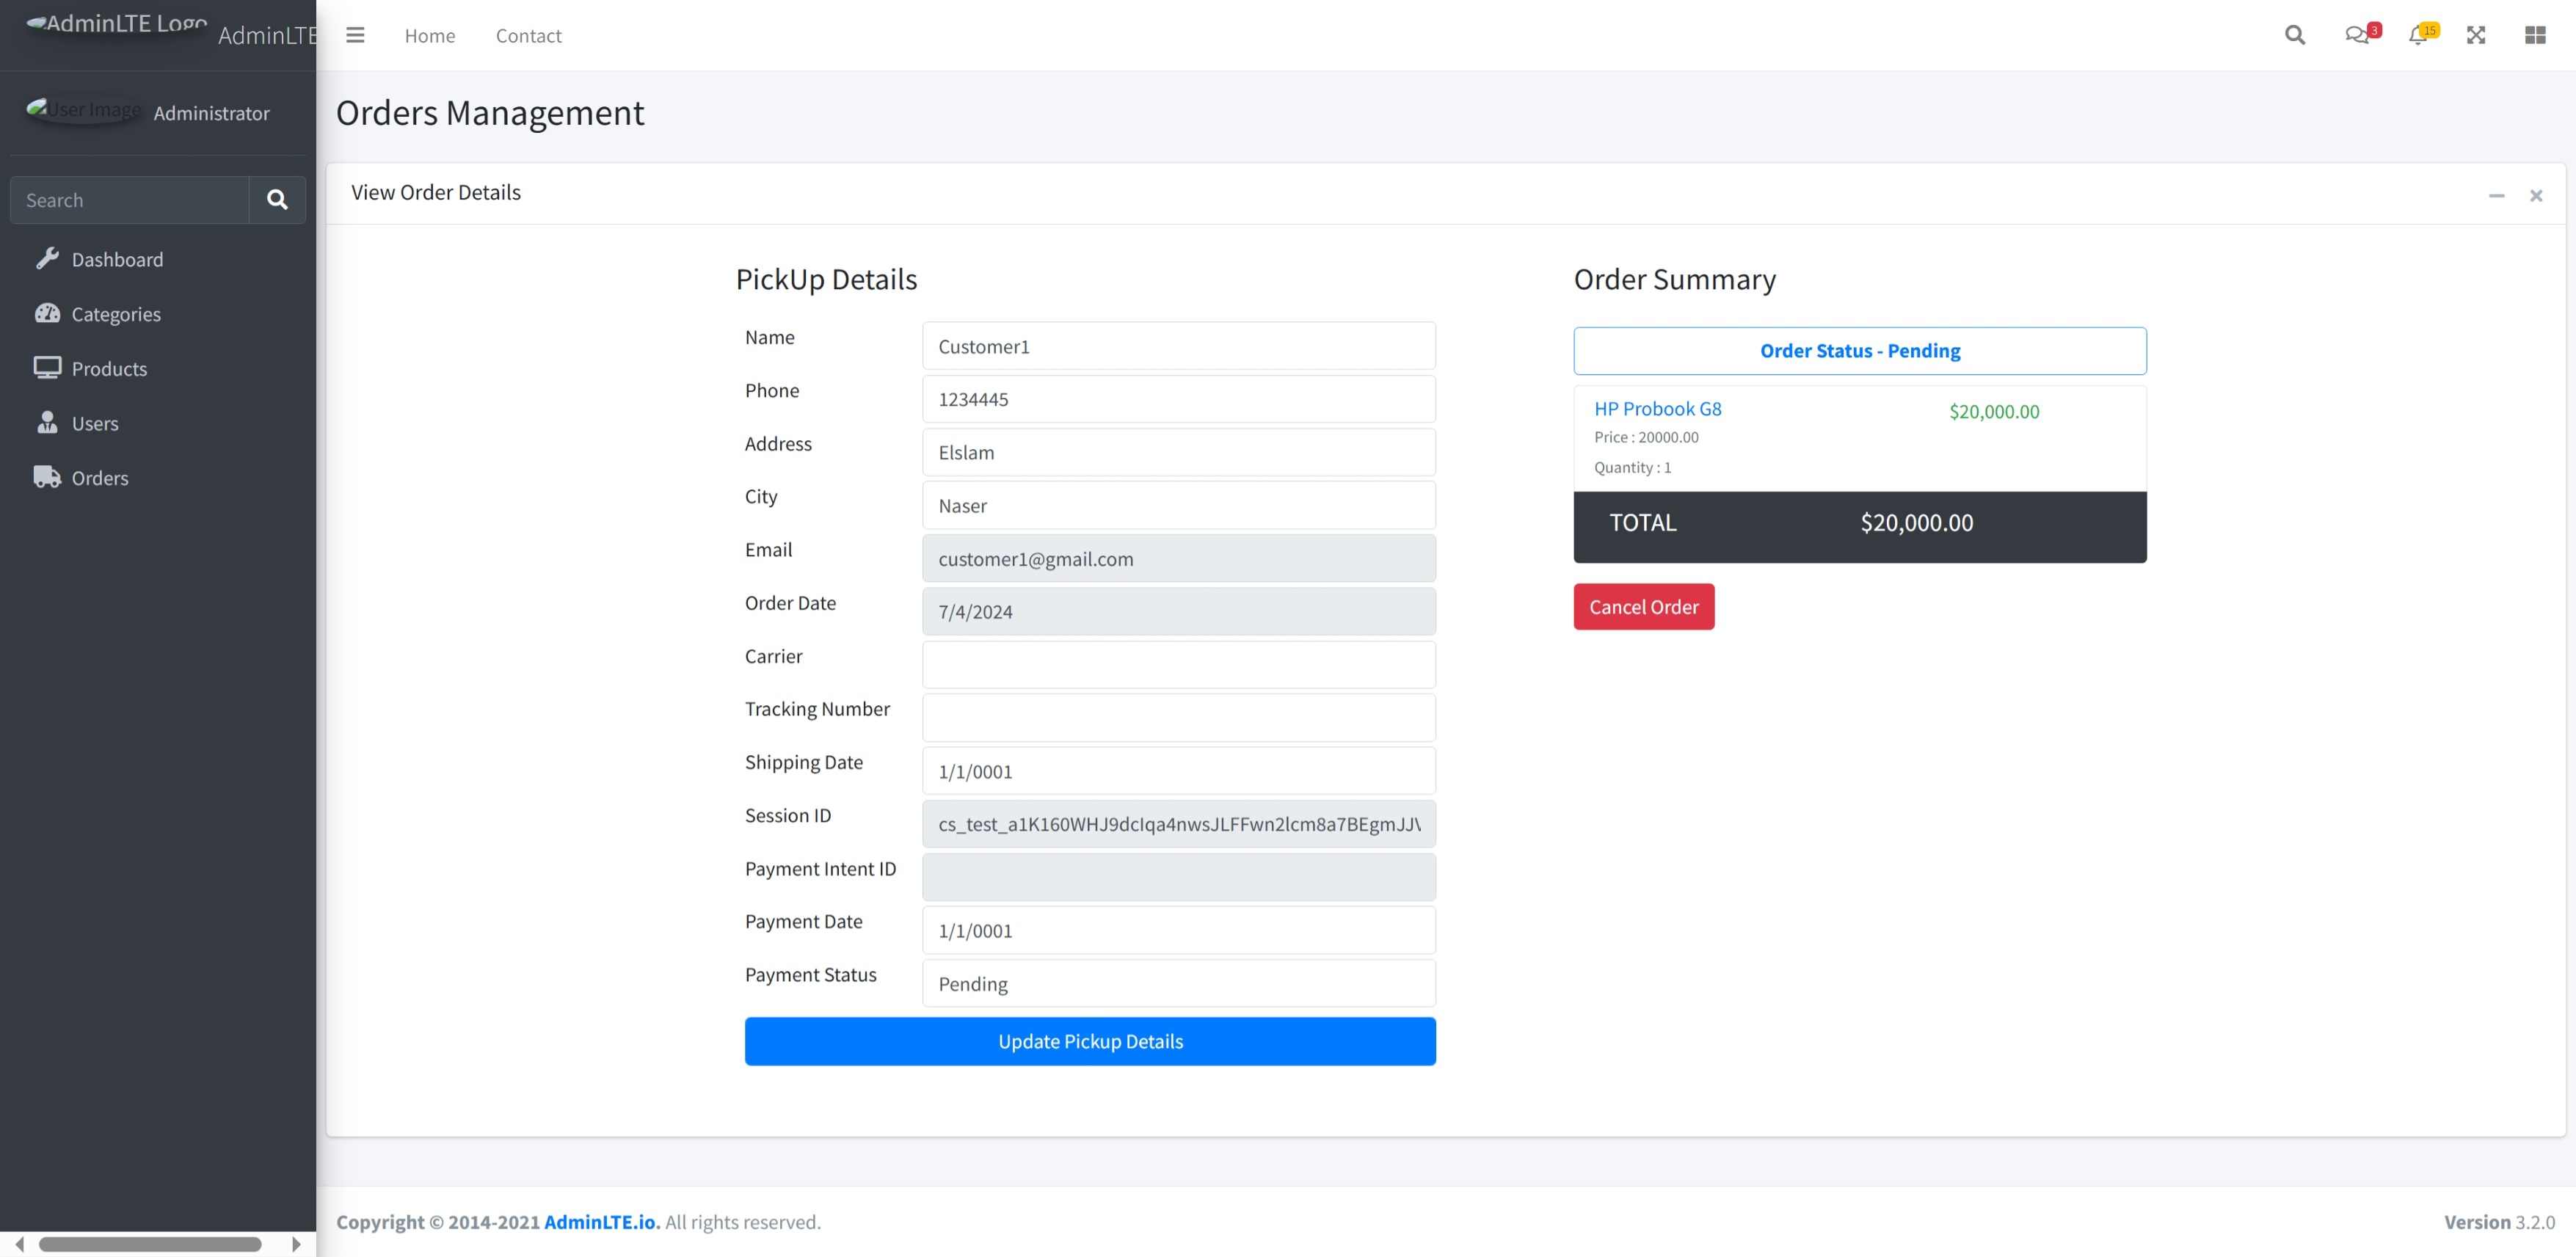 AdminLTE Logo
AdminLTE
Home
Contact
3
15
User Image
Administrator
Search
Dashboard
Categories
Products
Users
Orders
Orders Management
View Order Details
PickUp Details
Name
Customer1
Phone
1234445
Address
Elslam
City
Naser
Email
customer1@gmail.com
Order Date
7/4/2024
Carrier
Tracking Number
Shipping Date
1/1/0001
Session ID
Payment Intent ID
Payment Date
1/1/0001
Payment Status
Pending
Update Pickup Details
Order Summary
Order Status - Pending
HP Probook G8
$20,000.00
Price : 20000.00
Quantity : 1
TOTAL
$20,000.00
Cancel Order
Copyright © 2014-2021 AdminLTE.io. All rights reserved.
Version 3.2.0